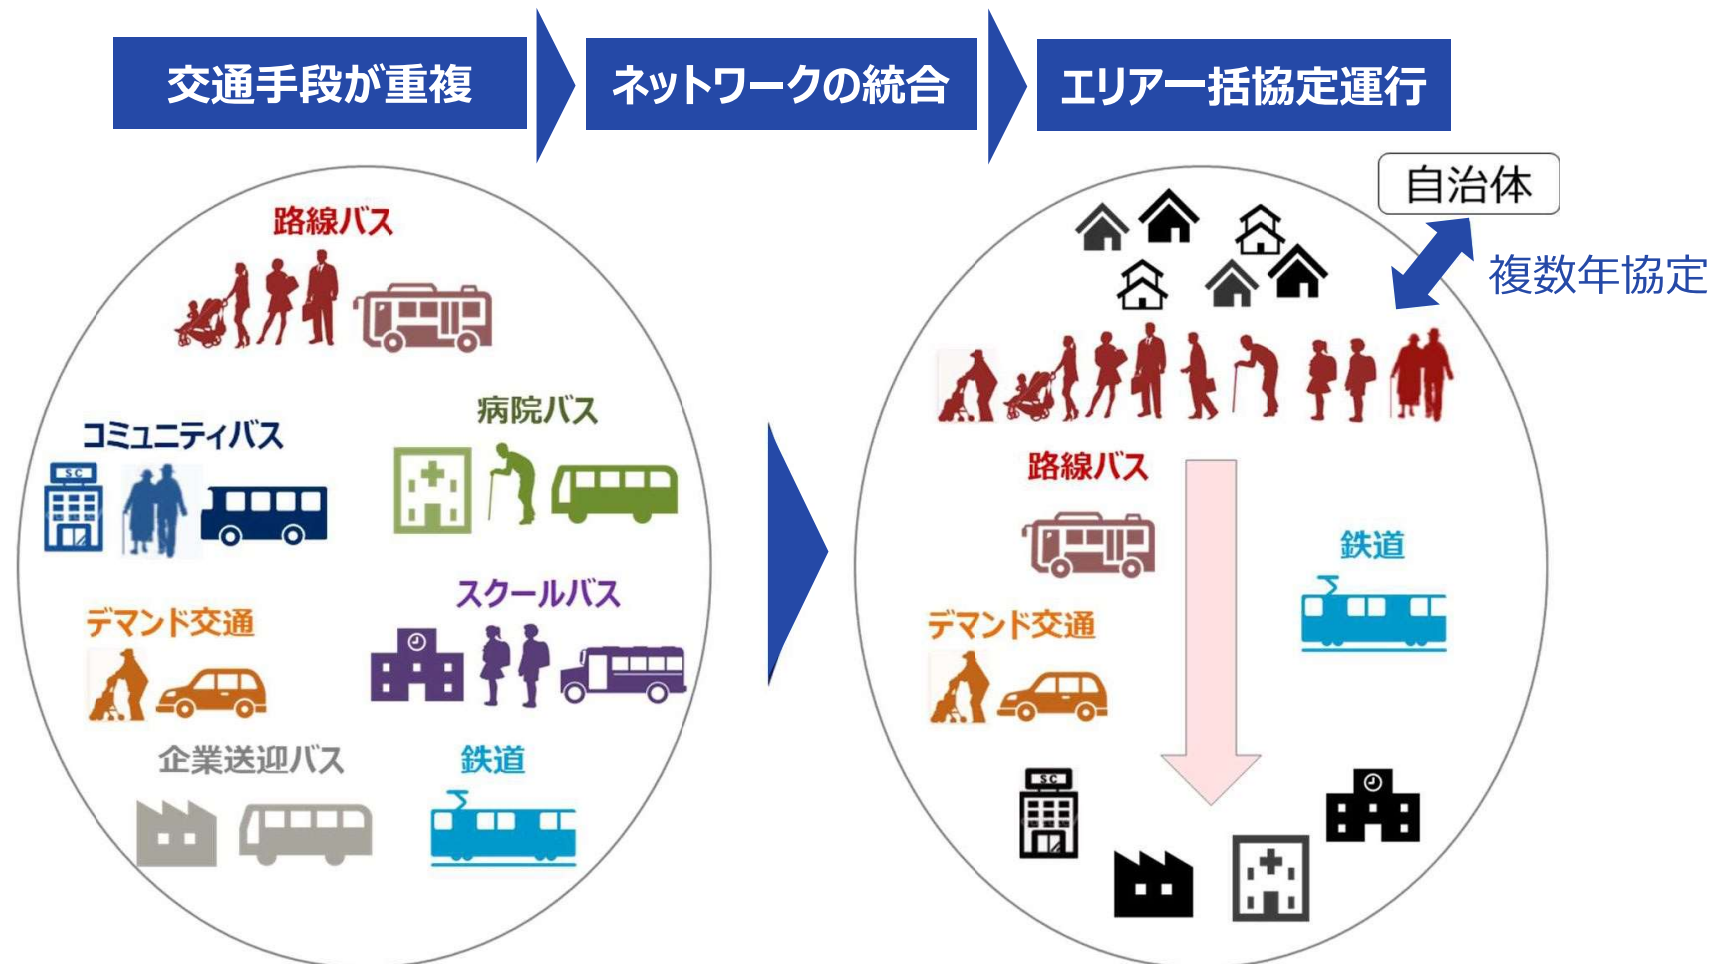 交通手段が重複
ネットワークの統合
エリア一括協定運行
自治体
複数年協定
路線バス
コミュニティバス
SC
病院バス
デマンド交通
スクールバス
企業送迎バス
鉄道
路線バス
鉄道
デマンド交通
SC